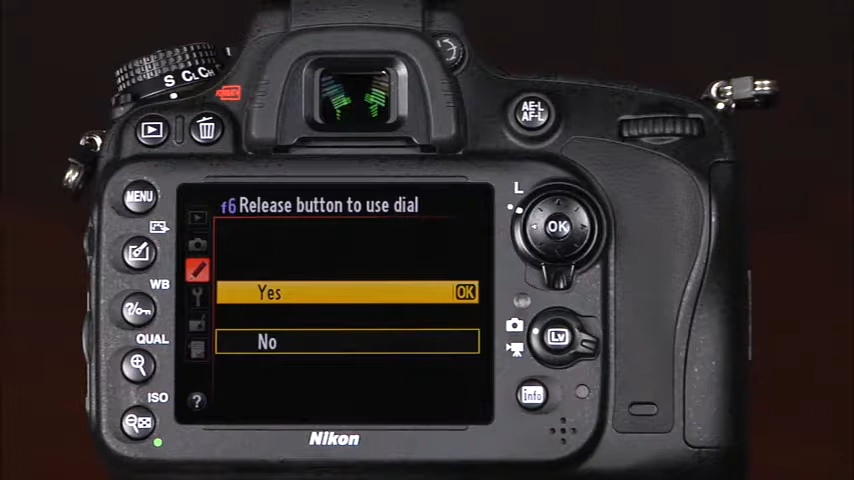 S CL CH
AE-L
AF-L
MENU
f6 Release button to use dial
L
OK
Yes OK
WB
?/
QUAL
No
Lv
ISO
info
?
Nikon